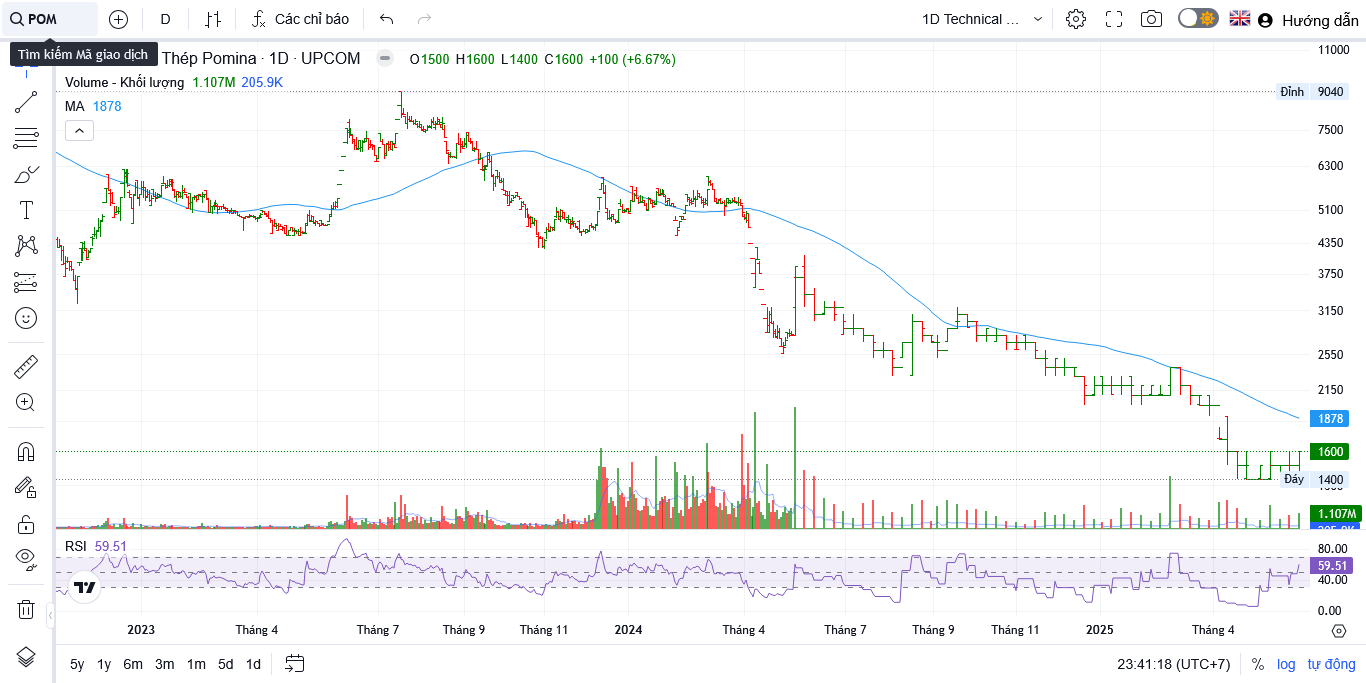 POM D Các chỉ báo 1D Technical ... Hướng dẫn
Tìm kiếm Mã giao dịch
Thép Pomina · 1D · UPCOM O1500 H1600 L1400 C1600 +100 (+6.67%)
Volume - Khối lượng 1.107M 205.9K
MA 1878
11000
Đỉnh 9040
7500
6300
5100
4350
3750
3150
2550
2150
1878
1600
Đáy 1400
1.107M
205.9K
RSI 59.51
80.00
59.51
40.00
0.00
2023 Tháng 4 Tháng 7 Tháng 9 Tháng 11 2024 Tháng 4 Tháng 7 Tháng 9 Tháng 11 2025 Tháng 4
5y 1y 6m 3m 1m 5d 1d 23:41:18 (UTC+7) % log tự động